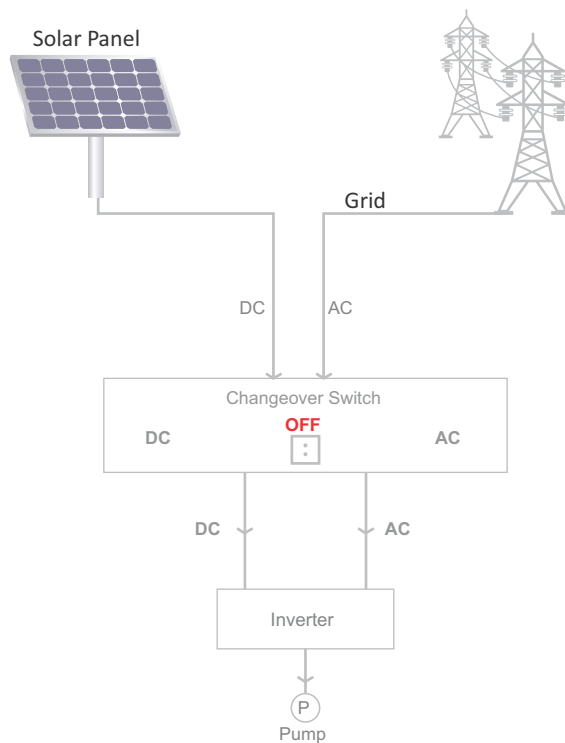 Solar Panel
Grid
DC
AC
Changeover Switch
OFF
DC
AC
DC
AC
Inverter
P
Pump